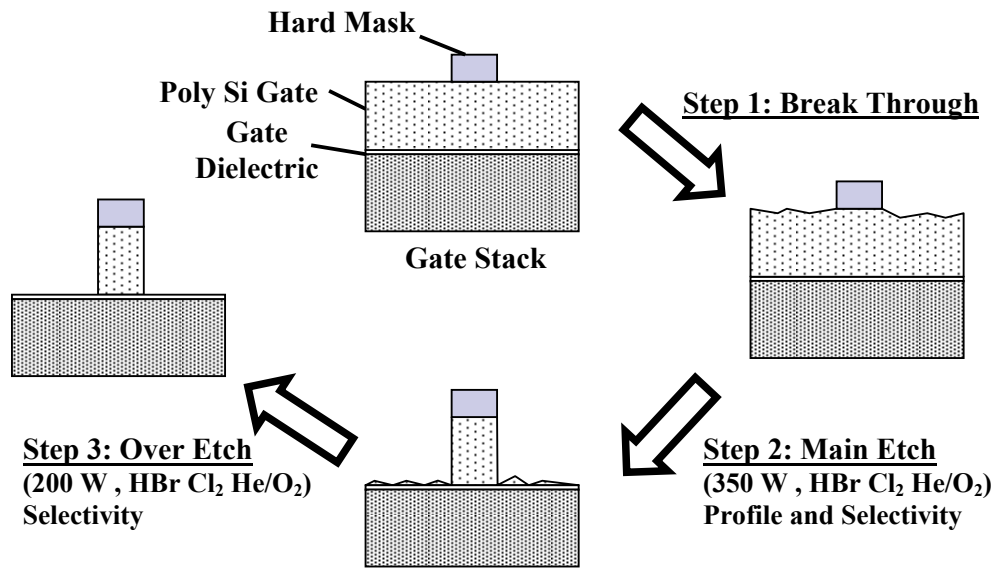 Hard Mask
Poly Si Gate
Gate
Dielectric
Gate Stack
Step 1: Break Through
Step 2: Main Etch
(350 W , HBr Cl₂ He/O₂)
Profile and Selectivity
Step 3: Over Etch
(200 W , HBr Cl₂ He/O₂)
Selectivity